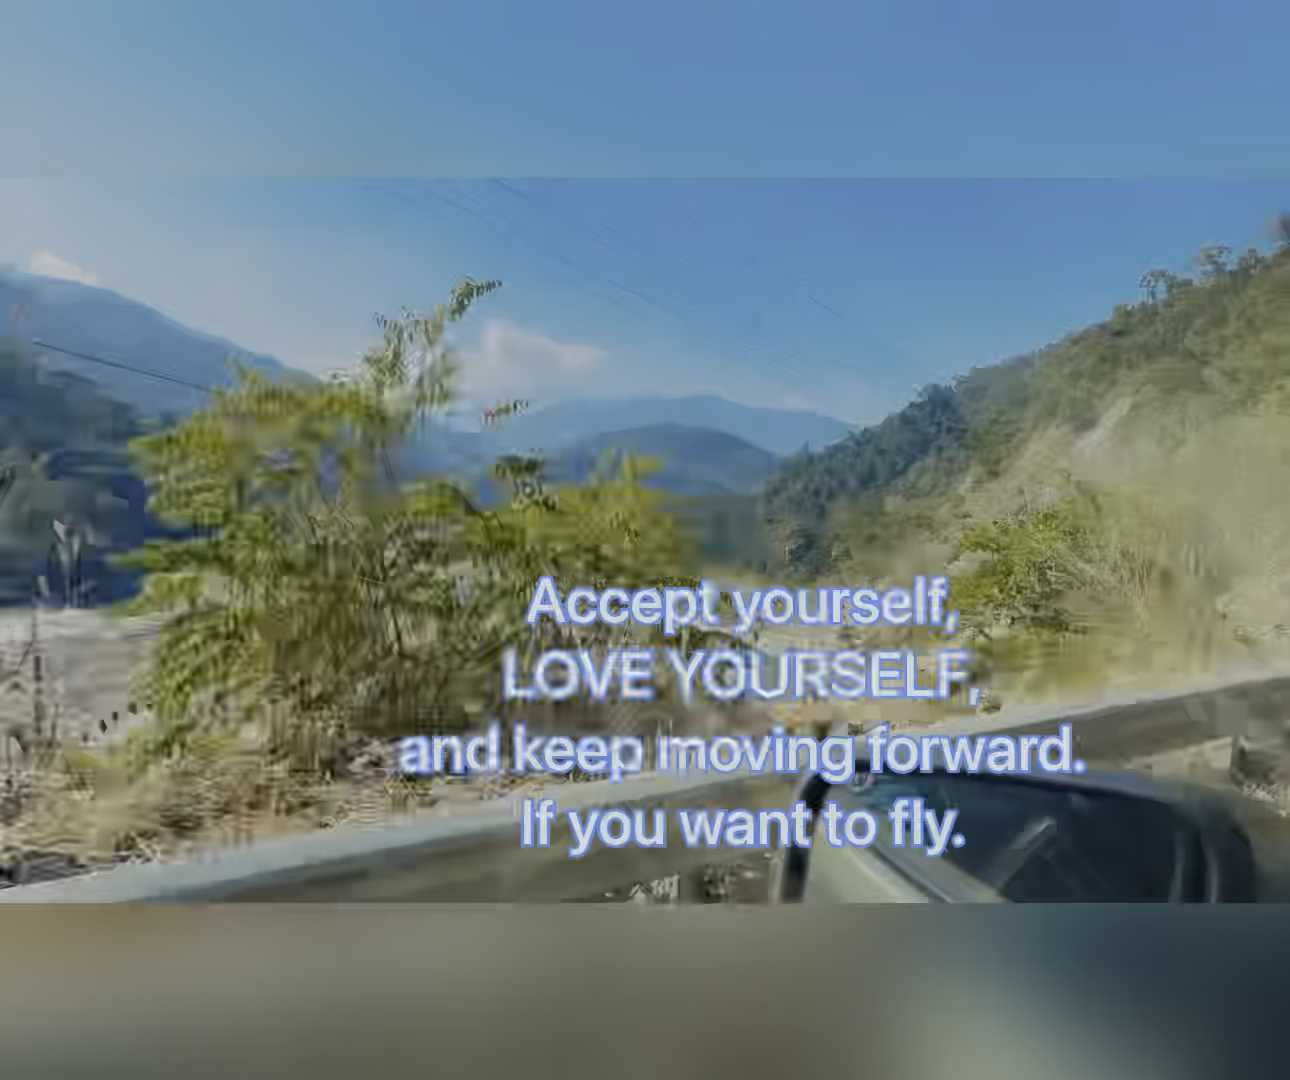 Accept yourself,
LOVE YOURSELF,
and keep moving forward.
If you want to fly.